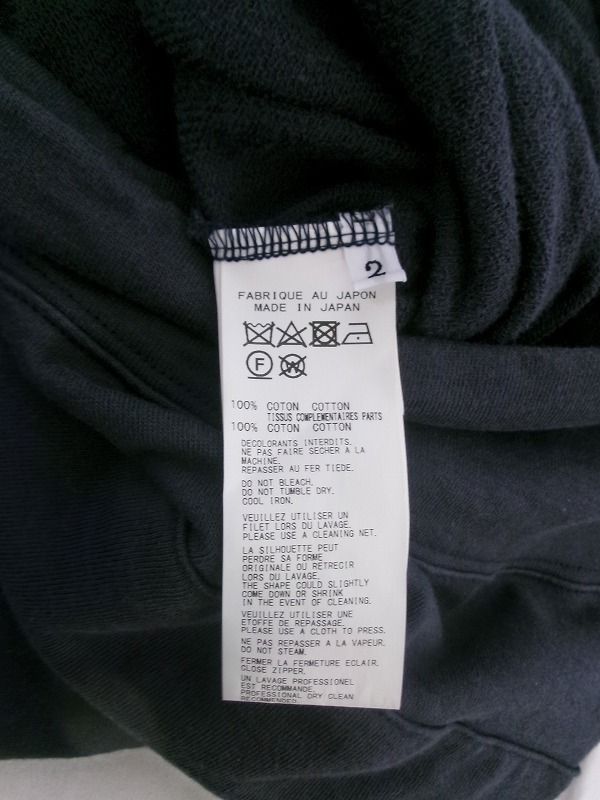 2
FABRIQUE AU JAPON
MADE IN JAPAN
F
W
100% COTON COTTON
TISSUS COMPLEMENTAIRES PARTS
100% COTON COTTON
DECOLORANTS INTERDITS.
NE PAS FAIRE SECHER A LA
MACHINE.
REPASSER AU FER TIEDE.
DO NOT BLEACH.
DO NOT TUMBLE DRY.
COOL IRON.
VEUILLEZ UTILISER UN
FILET LORS DU LAVAGE.
PLEASE USE A CLEANING NET.
LA SILHOUETTE PEUT
PERDRE SA FORME
ORIGINALE OU RETRECIR
LORS DU LAVAGE.
THE SHAPE COULD SLIGHTLY
COME DOWN OR SHRINK
IN THE EVENT OF CLEANING.
VEUILLEZ UTILISER UNE
ETOFFE DE REPASSAGE.
PLEASE USE A CLOTH TO PRESS.
NE PAS REPASSER A LA VAPEUR.
DO NOT STEAM.
FERMER LA FERMETURE ECLAIR.
CLOSE ZIPPER.
UN LAVAGE PROFESSIONEL
EST RECOMMANDE.
PROFESSIONAL DRY CLEAN
RECOMMENDED.